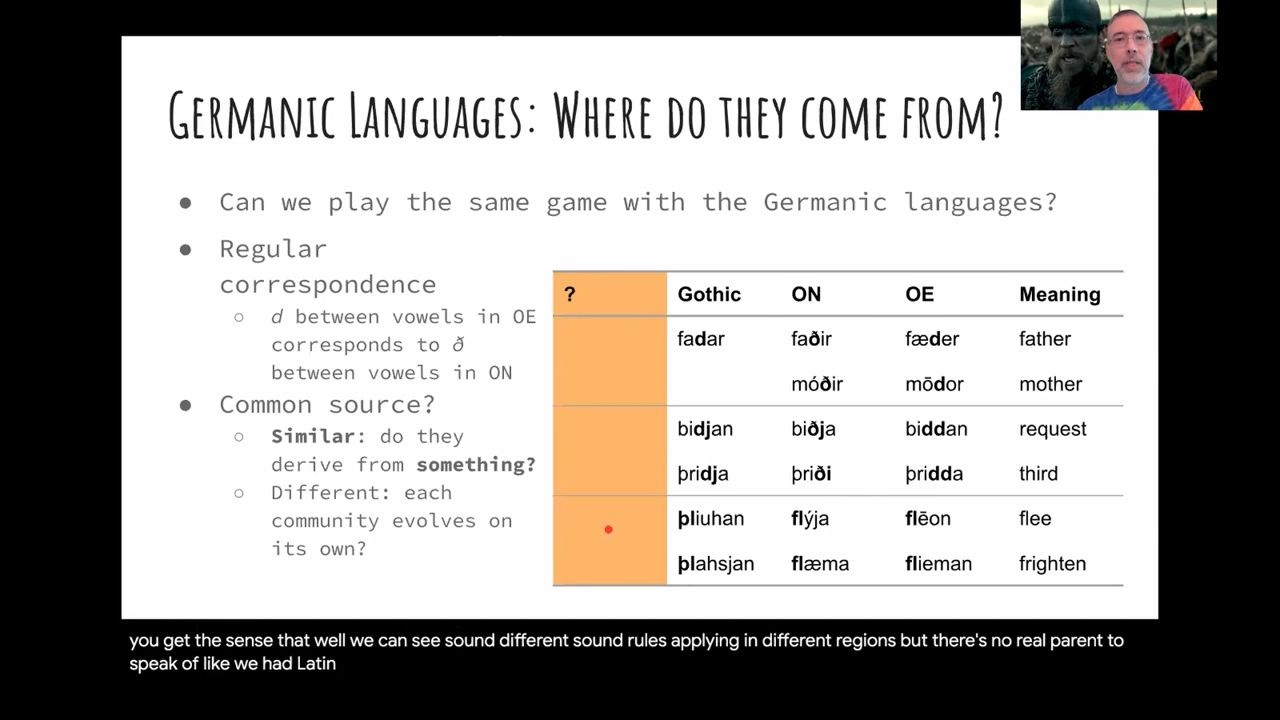 GERMANIC LANGUAGES: WHERE DO THEY COME FROM?
● Can we play the same game with the Germanic languages?
● Regular
correspondence
○ d between vowels in OE
corresponds to ð
between vowels in ON
● Common source?
○ Similar: do they
derive from something?
○ Different: each
community evolves on
its own?
? Gothic ON OE Meaning
fadar faðir fæder father
móðir mōdor mother
bidjan biðja biddan request
þridja þriði þridda third
þliuhan flýja flēon flee
þlahsjan flæma flieman frighten
you get the sense that well we can see sound different sound rules applying in different regions but there's no real parent to
speak of like we had Latin